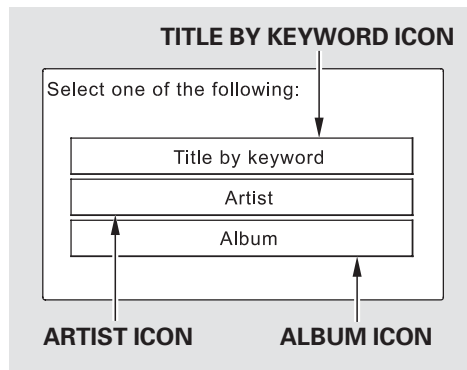 TITLE BY KEYWORD ICON
Select one of the following:
Title by keyword
Artist
Album
ARTIST ICON ALBUM ICON